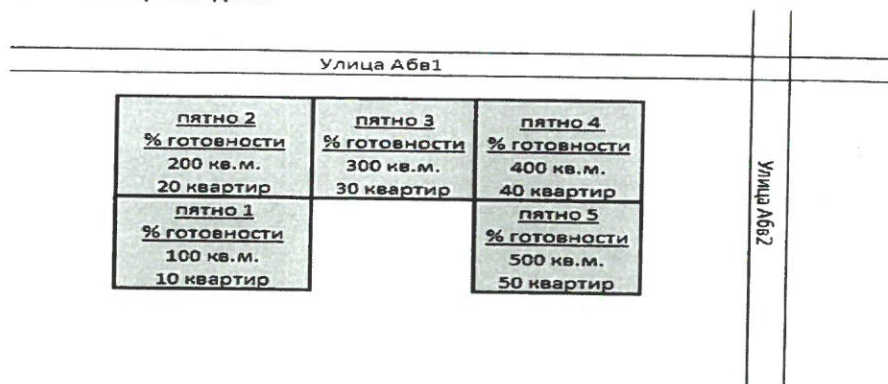 Улица Абв1
пятно 2
% готовности
200 кв.м.
20 квартир
пятно 3
% готовности
300 кв.м.
30 квартир
пятно 4
% готовности
400 кв.м.
40 квартир
пятно 1
% готовности
100 кв.м.
10 квартир
пятно 5
% готовности
500 кв.м.
50 квартир
Улица Абв2